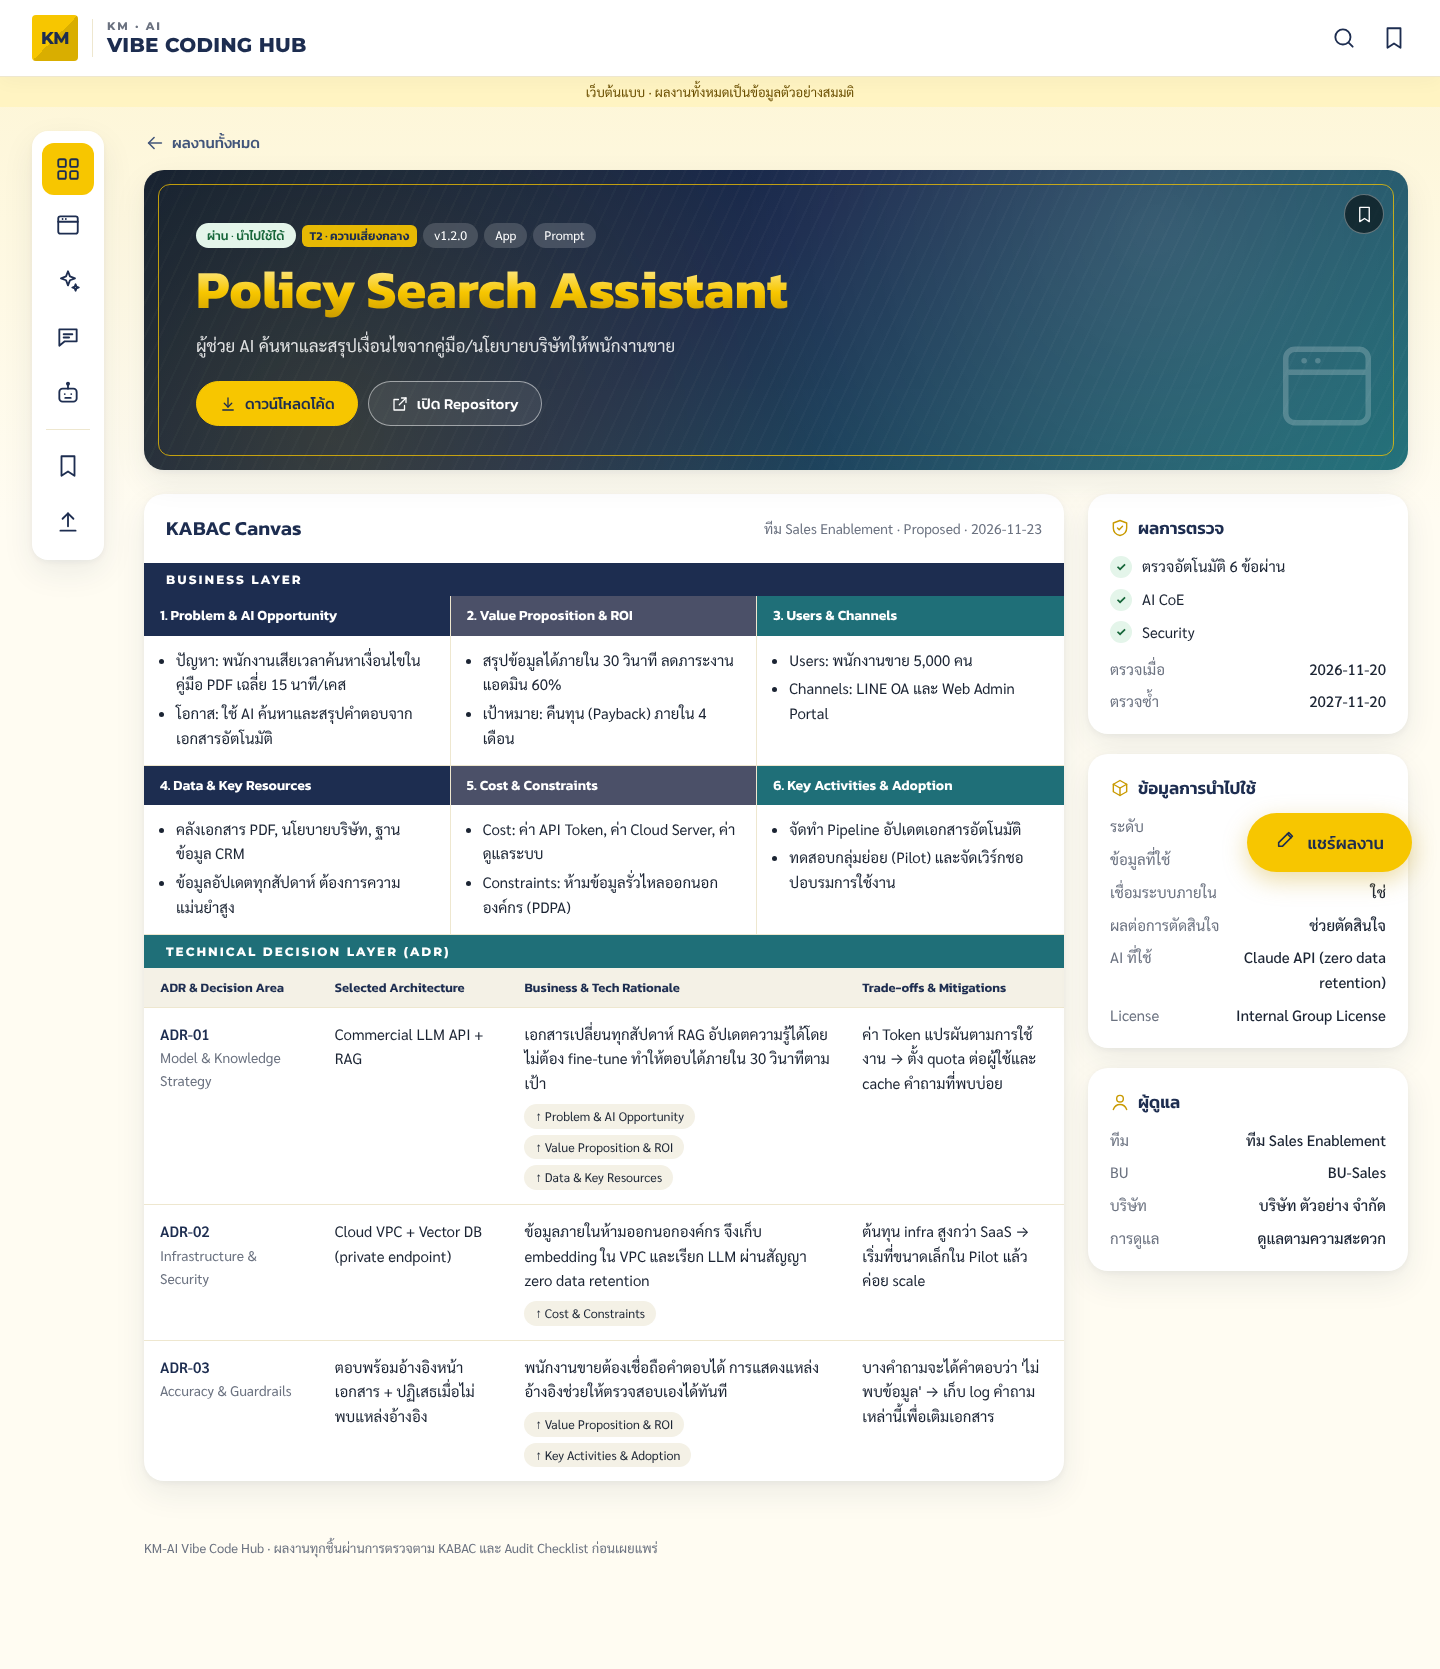 KM
KM · AI
VIBE CODING HUB
เว็บต้นแบบ · ผลงานทั้งหมดเป็นข้อมูลตัวอย่างสมมติ
ผลงานทั้งหมด
ผ่าน · นำไปใช้ได้
T2 · ความเสี่ยงกลาง
v1.2.0
App
Prompt
Policy Search Assistant
ผู้ช่วย AI ค้นหาและสรุปเงื่อนไขจากคู่มือ/นโยบายบริษัทให้พนักงานขาย
ดาวน์โหลดโค้ด
เปิด Repository
KABAC Canvas
ทีม Sales Enablement · Proposed · 2026-11-23
BUSINESS LAYER
1. Problem & AI Opportunity
• ปัญหา: พนักงานเสียเวลาค้นหาเงื่อนไขใน
คู่มือ PDF เฉลี่ย 15 นาที/เคส
• โอกาส: ใช้ AI ค้นหาและสรุปคำตอบจาก
เอกสารอัตโนมัติ
2. Value Proposition & ROI
• สรุปข้อมูลได้ภายใน 30 วินาที ลดภาระงาน
แอดมิน 60%
• เป้าหมาย: คืนทุน (Payback) ภายใน 4
เดือน
3. Users & Channels
• Users: พนักงานขาย 5,000 คน
• Channels: LINE OA และ Web Admin
Portal
4. Data & Key Resources
• คลังเอกสาร PDF, นโยบายบริษัท, ฐาน
ข้อมูล CRM
• ข้อมูลอัปเดตทุกสัปดาห์ ต้องการความ
แม่นยำสูง
5. Cost & Constraints
• Cost: ค่า API Token, ค่า Cloud Server, ค่า
ดูแลระบบ
• Constraints: ห้ามข้อมูลรั่วไหลออกนอก
องค์กร (PDPA)
6. Key Activities & Adoption
• จัดทำ Pipeline อัปเดตเอกสารอัตโนมัติ
• ทดสอบกลุ่มย่อย (Pilot) และจัดเวิร์กชอ
ปอบรมการใช้งาน
TECHNICAL DECISION LAYER (ADR)
ADR & Decision Area
Selected Architecture
Business & Tech Rationale
Trade-offs & Mitigations
ADR-01
Model & Knowledge
Strategy
Commercial LLM API +
RAG
เอกสารเปลี่ยนทุกสัปดาห์ RAG อัปเดตความรู้ได้โดย
ไม่ต้อง fine-tune ทำให้ตอบได้ภายใน 30 วินาทีตาม
เป้า
↑ Problem & AI Opportunity
↑ Value Proposition & ROI
↑ Data & Key Resources
ค่า Token แปรผันตามการใช้
งาน → ตั้ง quota ต่อผู้ใช้และ
cache คำถามที่พบบ่อย
ADR-02
Infrastructure &
Security
Cloud VPC + Vector DB
(private endpoint)
ข้อมูลภายในห้ามออกนอกองค์กร จึงเก็บ
embedding ใน VPC และเรียก LLM ผ่านสัญญา
zero data retention
↑ Cost & Constraints
ต้นทุน infra สูงกว่า SaaS →
เริ่มที่ขนาดเล็กใน Pilot แล้ว
ค่อย scale
ADR-03
Accuracy & Guardrails
ตอบพร้อมอ้างอิงหน้า
เอกสาร + ปฏิเสธเมื่อไม่
พบแหล่งอ้างอิง
พนักงานขายต้องเชื่อถือคำตอบได้ การแสดงแหล่ง
อ้างอิงช่วยให้ตรวจสอบเองได้ทันที
↑ Value Proposition & ROI
↑ Key Activities & Adoption
บางคำถามจะได้คำตอบว่า 'ไม่
พบข้อมูล' → เก็บ log คำถาม
เหล่านี้เพื่อเติมเอกสาร
ผลการตรวจ
ตรวจอัตโนมัติ 6 ข้อผ่าน
AI CoE
Security
ตรวจเมื่อ 2026-11-20
ตรวจซ้ำ 2027-11-20
ข้อมูลการนำไปใช้
ระดับ
ข้อมูลที่ใช้
แชร์ผลงาน
เชื่อมระบบภายใน ใช่
ผลต่อการตัดสินใจ ช่วยตัดสินใจ
AI ที่ใช้ Claude API (zero data
retention)
License Internal Group License
ผู้ดูแล
ทีม ทีม Sales Enablement
BU BU-Sales
บริษัท บริษัท ตัวอย่าง จำกัด
การดูแล ดูแลตามความสะดวก
KM-AI Vibe Code Hub · ผลงานทุกชิ้นผ่านการตรวจตาม KABAC และ Audit Checklist ก่อนเผยแพร่